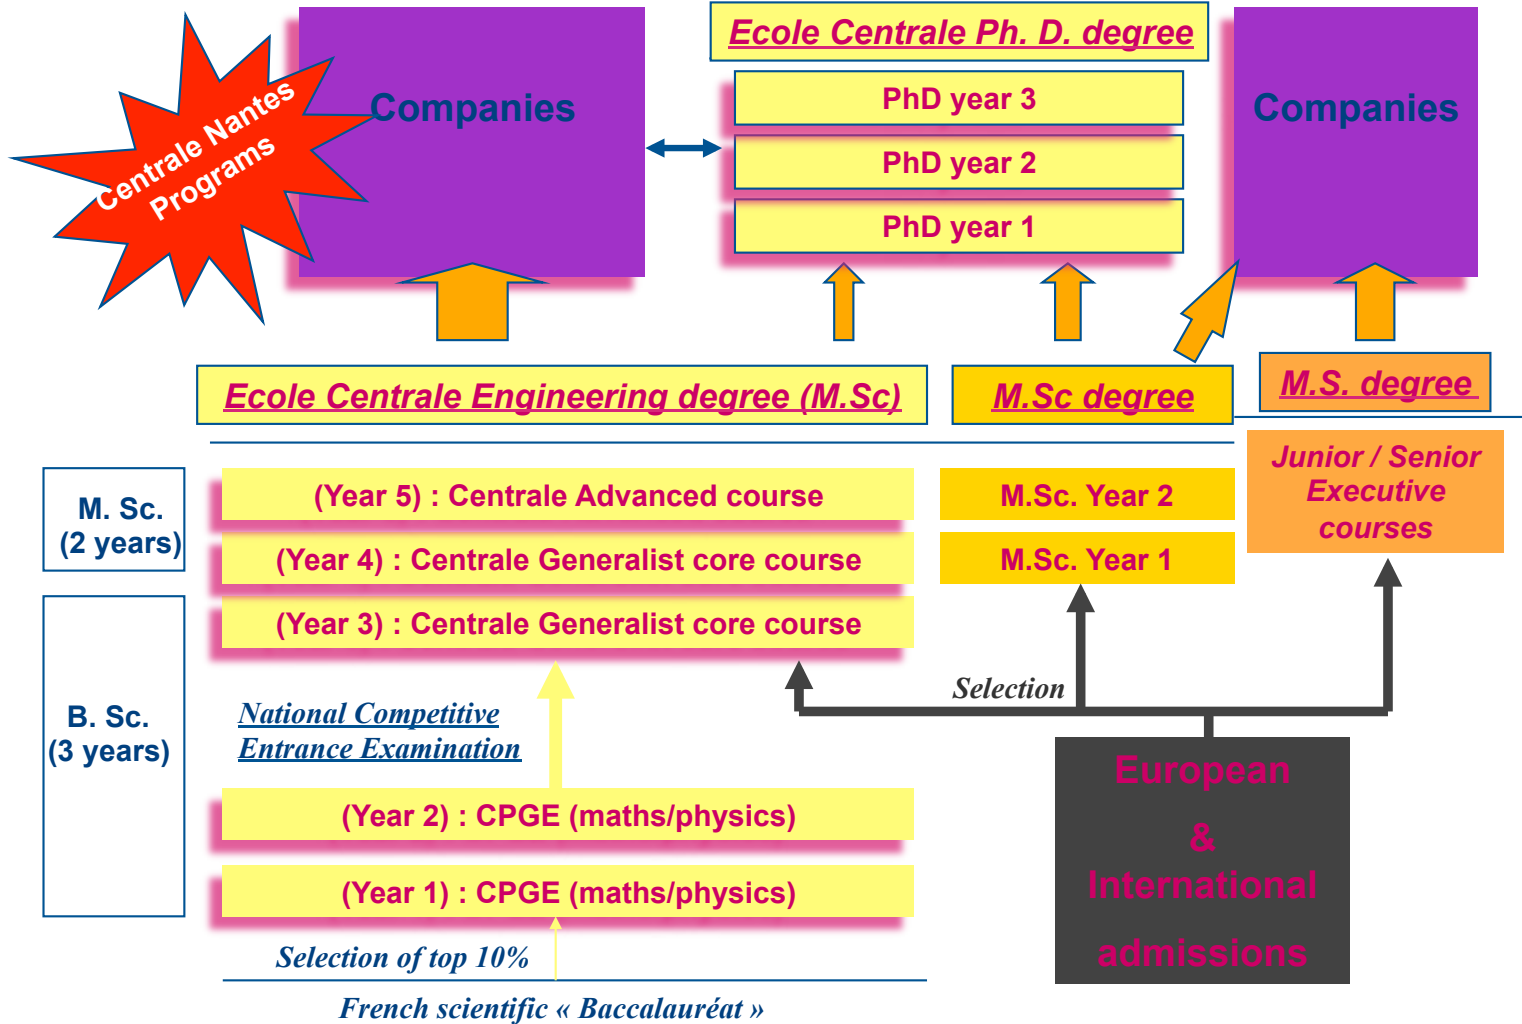 Centrale Nantes
Programs
Companies
Ecole Centrale Ph. D. degree
PhD year 3
PhD year 2
PhD year 1
Companies
Ecole Centrale Engineering degree (M.Sc)
M.Sc degree
M.S. degree
M. Sc.
(2 years)
(Year 5) : Centrale Advanced course
(Year 4) : Centrale Generalist core course
(Year 3) : Centrale Generalist core course
M.Sc. Year 2
M.Sc. Year 1
Junior / Senior
Executive
courses
B. Sc.
(3 years)
National Competitive
Entrance Examination
Selection
(Year 2) : CPGE (maths/physics)
(Year 1) : CPGE (maths/physics)
European
&
International
admissions
Selection of top 10%
French scientific « Baccalauréat »